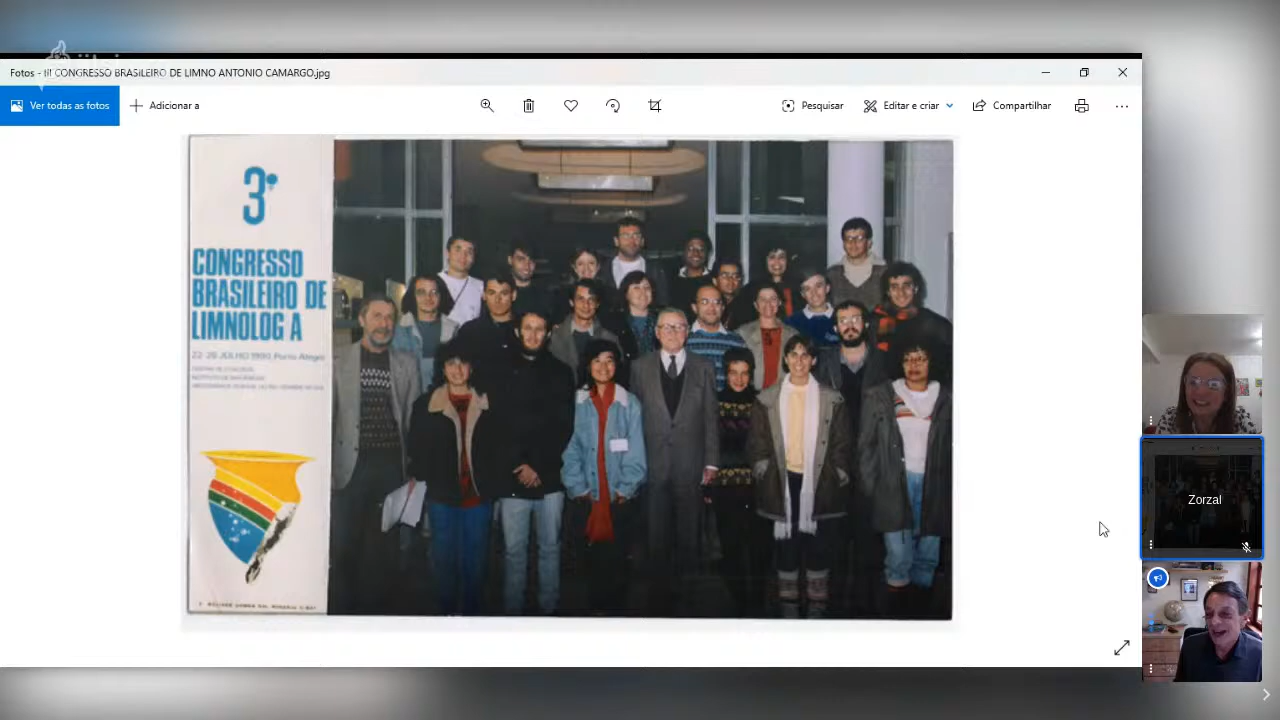 Fotos - III CONGRESSO BRASILEIRO DE LIMNO ANTONIO CAMARGO.jpg
Ver todas as fotos
Adicionar a
Pesquisar
Editar e criar
Compartilhar
3º
CONGRESSO
BRASILEIRO DE
LIMNOLOG A
22-28 JULHO 1990, Porto Alegre
Zorzal